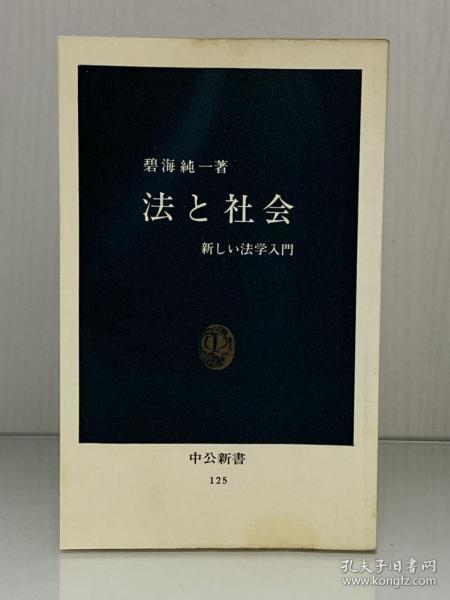 碧海純一著
法と社会
新しい法学入門
中公新書
125
孔夫子旧书网
www.kongfz.com